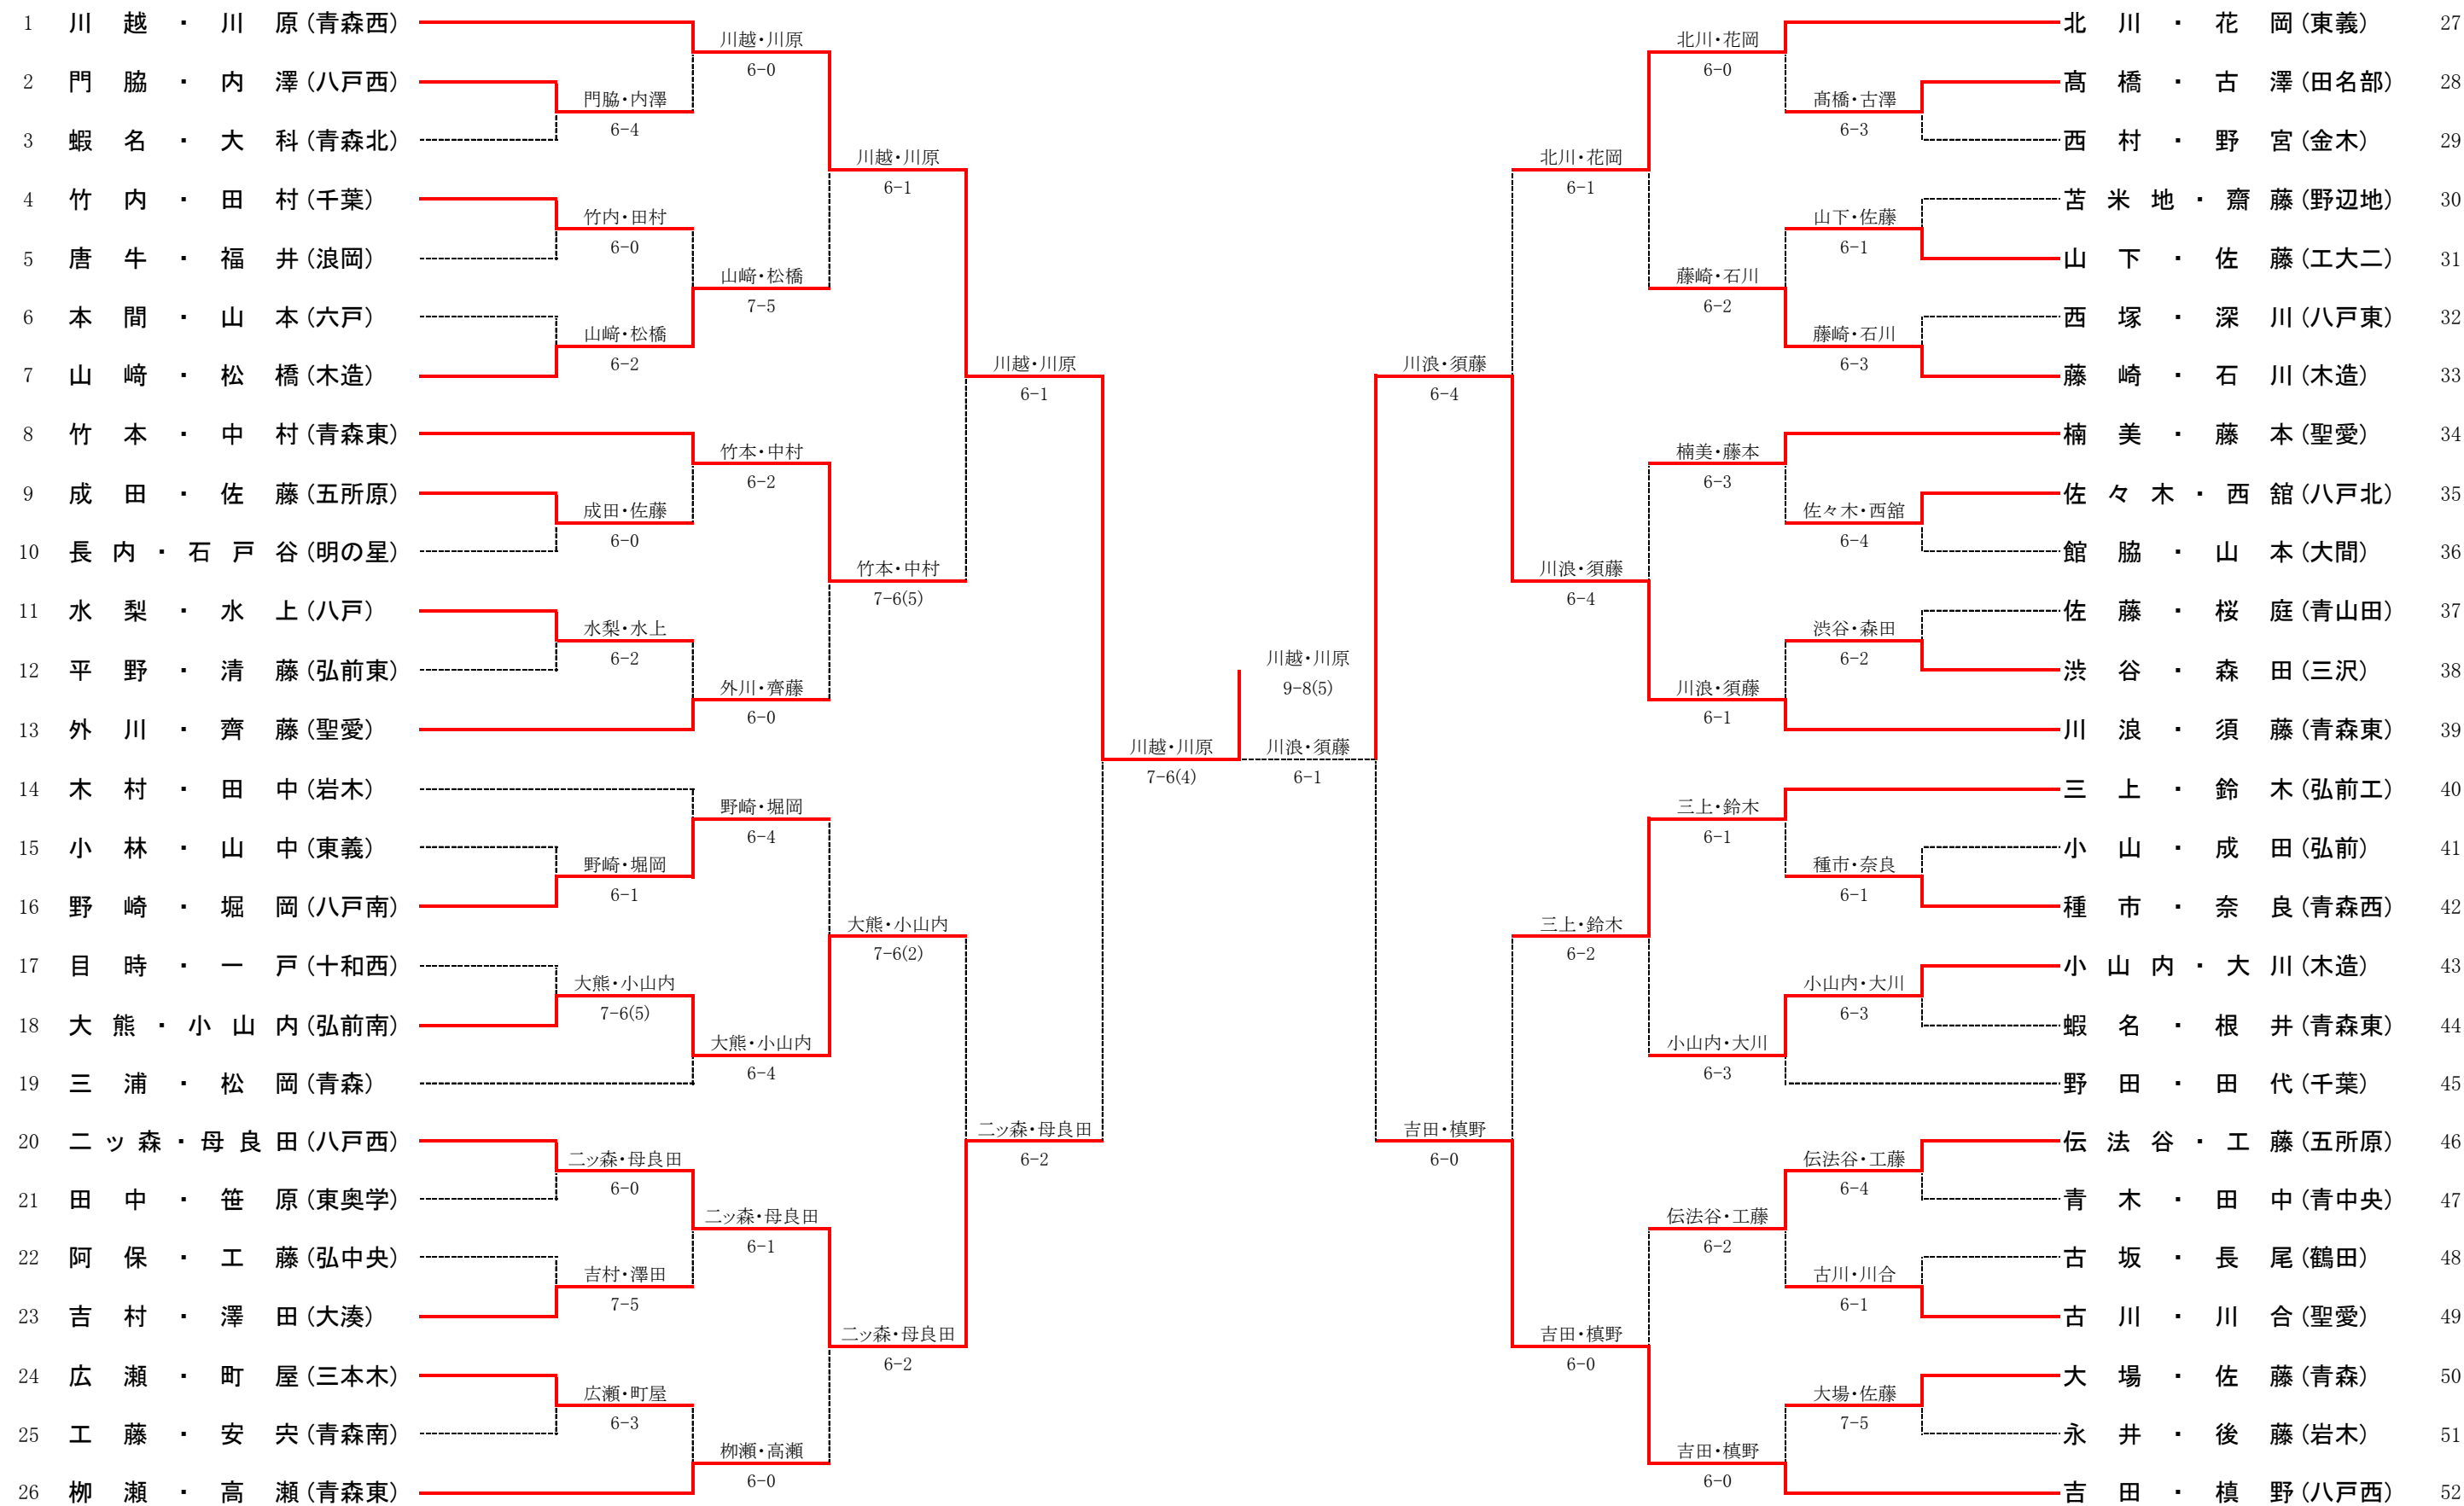 1 川越・川原(青森西)
2 門脇・内澤(八戸西)
3 蝦名・大科(青森北)
4 竹内・田村(千葉)
5 唐牛・福井(浪岡)
6 本間・山本(六戸)
7 山﨑・松橋(木造)
8 竹本・中村(青森東)
9 成田・佐藤(五所原)
10 長内・石戸谷(明の星)
11 水梨・水上(八戸)
12 平野・清藤(弘前東)
13 外川・齊藤(聖愛)
14 木村・田中(岩木)
15 小林・山中(東義)
16 野崎・堀岡(八戸南)
17 目時・一戸(十和西)
18 大熊・小山内(弘前南)
19 三浦・松岡(青森)
20 二ッ森・母良田(八戸西)
21 田中・笹原(東奥学)
22 阿保・工藤(弘中央)
23 吉村・澤田(大湊)
24 広瀬・町屋(三本木)
25 工藤・安宍(青森南)
26 栁瀬・高瀬(青森東)
門脇・内澤
6-4
竹内・田村
6-0
山﨑・松橋
6-2
成田・佐藤
6-0
水梨・水上
6-2
野崎・堀岡
6-1
大熊・小山内
7-6(5)
二ッ森・母良田
6-0
吉村・澤田
7-5
広瀬・町屋
6-3
川越・川原
6-0
山﨑・松橋
7-5
竹本・中村
6-2
外川・齊藤
6-0
野崎・堀岡
6-4
大熊・小山内
6-4
二ッ森・母良田
6-1
栁瀬・高瀬
6-0
川越・川原
6-1
竹本・中村
7-6(5)
大熊・小山内
7-6(2)
二ッ森・母良田
6-2
川越・川原
6-1
二ッ森・母良田
6-2
川越・川原
7-6(4)
川越・川原
9-8(5)
川浪・須藤
6-1
川浪・須藤
6-4
吉田・槙野
6-0
北川・花岡
6-1
川浪・須藤
6-4
三上・鈴木
6-2
吉田・槙野
6-0
北川・花岡
6-0
藤崎・石川
6-2
楠美・藤本
6-3
川浪・須藤
6-1
三上・鈴木
6-1
小山内・大川
6-3
伝法谷・工藤
6-2
吉田・槙野
6-0
髙橋・古澤
6-3
山下・佐藤
6-1
藤崎・石川
6-3
佐々木・西舘
6-4
渋谷・森田
6-2
種市・奈良
6-1
小山内・大川
6-3
伝法谷・工藤
6-4
古川・川合
6-1
大場・佐藤
7-5
北川・花岡(東義) 27
髙橋・古澤(田名部) 28
西村・野宮(金木) 29
苫米地・齋藤(野辺地) 30
山下・佐藤(工大二) 31
西塚・深川(八戸東) 32
藤崎・石川(木造) 33
楠美・藤本(聖愛) 34
佐々木・西舘(八戸北) 35
館脇・山本(大間) 36
佐藤・桜庭(青山田) 37
渋谷・森田(三沢) 38
川浪・須藤(青森東) 39
三上・鈴木(弘前工) 40
小山・成田(弘前) 41
種市・奈良(青森西) 42
小山内・大川(木造) 43
蝦名・根井(青森東) 44
野田・田代(千葉) 45
伝法谷・工藤(五所原) 46
青木・田中(青中央) 47
古坂・長尾(鶴田) 48
古川・川合(聖愛) 49
大場・佐藤(青森) 50
永井・後藤(岩木) 51
吉田・槙野(八戸西) 52